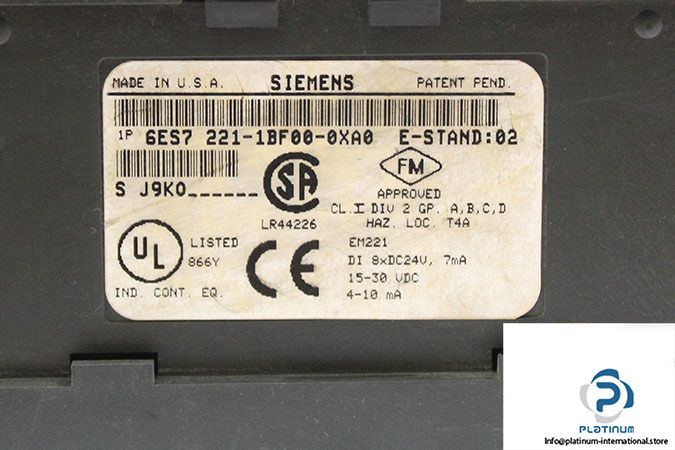 MADE IN U.S.A. SIEMENS PATENT PEND.
1P 6ES7 221-1BF00-0XA0 E-STAND:02
S J9KO______
SA
LR44226
FM
APPROVED
CL.I DIV 2 GP. A,B,C,D
HAZ. LOC. T4A
UL
LISTED
866Y
IND. CONT. EQ.
CE
EM221
DI 8xDC24V, 7mA
15-30 VDC
4-10 mA
P
PLATINUM
Info@platinum-international.store